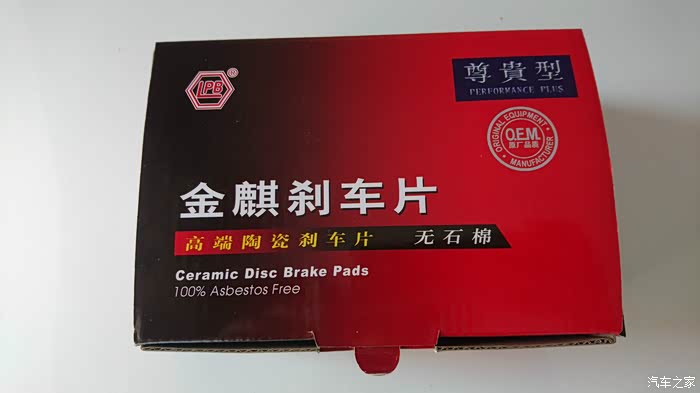 LPB
®
尊貴型
PERFORMANCE PLUS
ORIGINAL EQUIPMENT
O.E.M.
原厂品质
MANUFACTURER
金麒刹车片
高端陶瓷刹车片 无石棉
Ceramic Disc Brake Pads
100% Asbestos Free
汽车之家